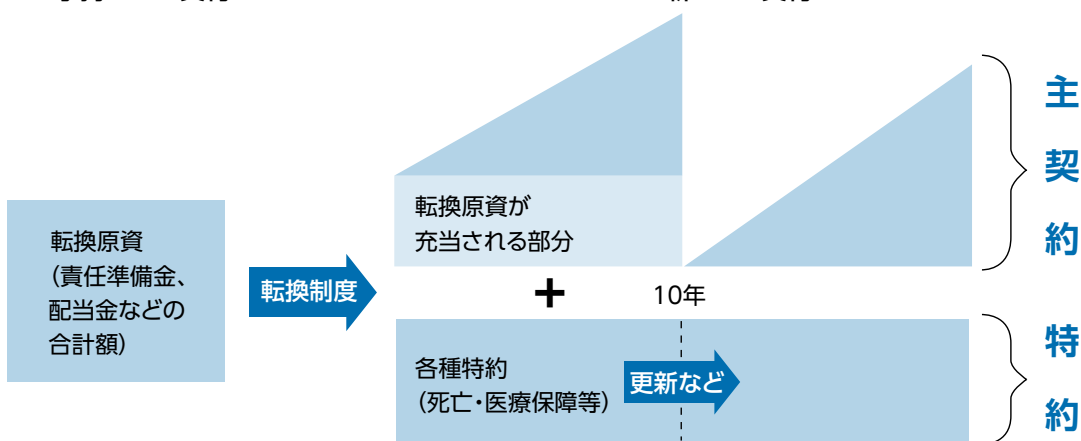 転換原資
（責任準備金、
配当金などの
合計額）
転換制度
転換原資が
充当される部分
+
10年
各種特約
（死亡・医療保障等）
更新など
主
契
約
特
約